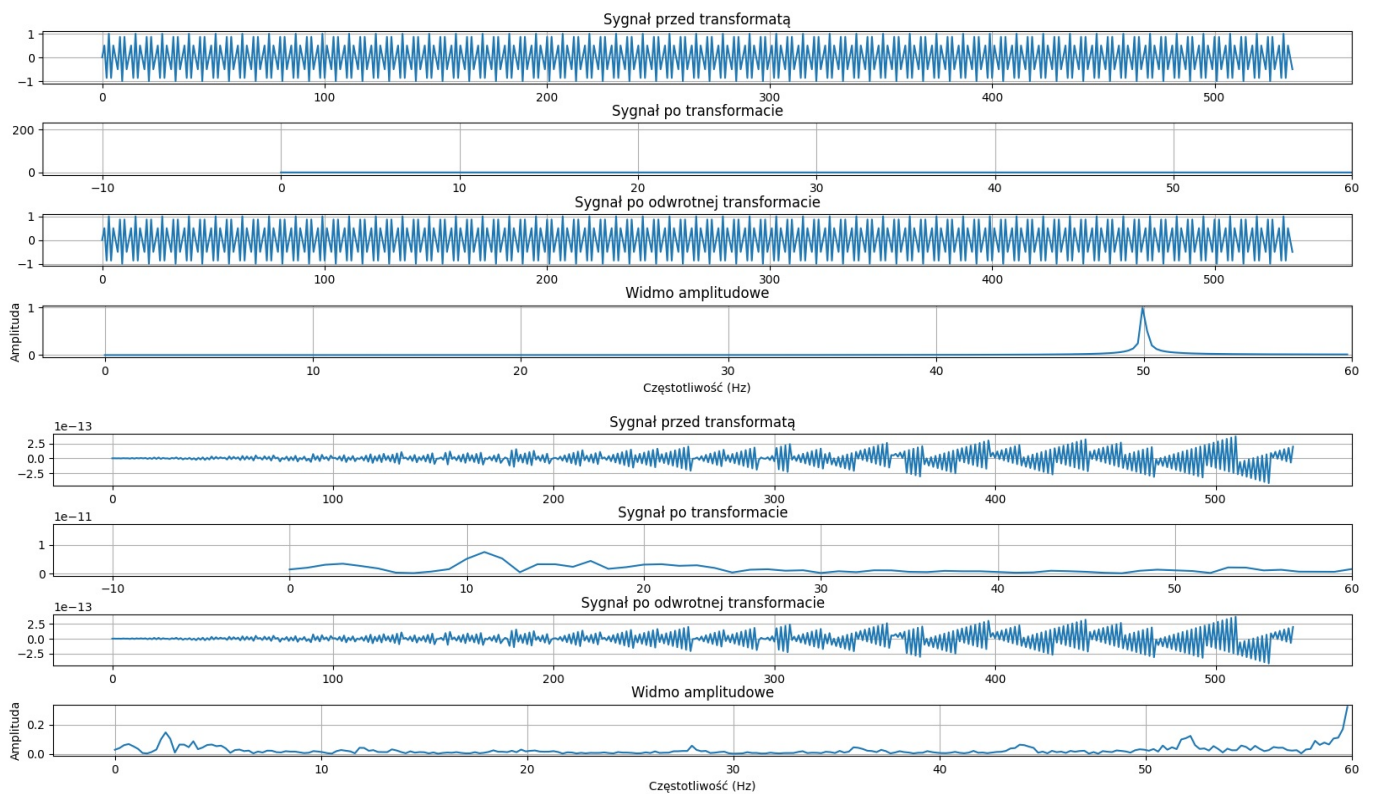 Sygnał przed transformatą
1
0
−1
0 100 200 300 400 500
Sygnał po transformacie
200
0
−10 0 10 20 30 40 50 60
Sygnał po odwrotnej transformacie
1
0
−1
0 100 200 300 400 500
Widmo amplitudowe
Amplituda
1
0
0 10 20 30 40 50 60
Częstotliwość (Hz)
Sygnał przed transformatą
1e−13
2.5
0.0
−2.5
0 100 200 300 400 500
Sygnał po transformacie
1e−11
1
0
−10 0 10 20 30 40 50 60
Sygnał po odwrotnej transformacie
1e−13
2.5
0.0
−2.5
0 100 200 300 400 500
Widmo amplitudowe
Amplituda
0.2
0.0
0 10 20 30 40 50 60
Częstotliwość (Hz)